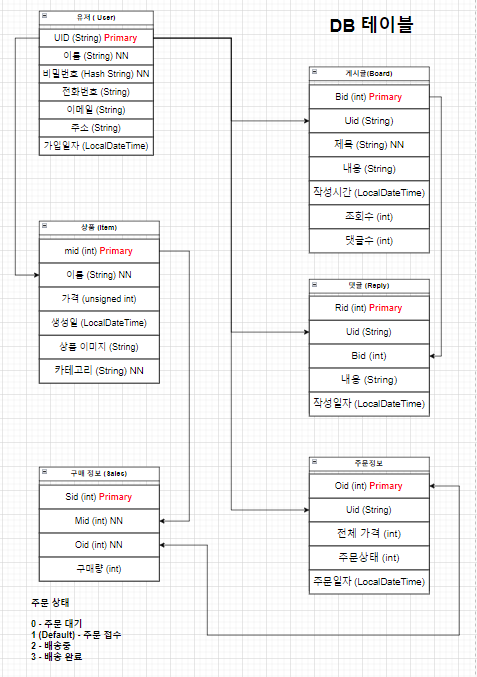 DB 테이블
유저 ( User)
UID (String) Primary
이름 (String) NN
비밀번호 (Hash String) NN
전화번호 (String)
이메일 (String)
주소 (String)
가입일자 (LocalDateTime)
게시글(Board)
Bid (int) Primary
Uid (String)
제목 (String) NN
내용 (String)
작성시간 (LocalDateTime)
조회수 (int)
댓글수 (int)
상품 (Item)
mid (int) Primary
이름 (String) NN
가격 (unsigned int)
생성일 (LocalDateTime)
상품 이미지 (String)
카테고리 (String) NN
댓글 (Reply)
Rid (int) Primary
Uid (String)
Bid (int)
내용 (String)
작성일자 (LocalDateTime)
구매 정보 (Sales)
Sid (int) Primary
Mid (int) NN
Oid (int) NN
구매량 (int)
주문정보
Oid (int) Primary
Uid (String)
전체 가격 (int)
주문상태 (int)
주문일자 (LocalDateTime)
주문 상태
0 - 주문 대기
1 (Default) - 주문 접수
2 - 배송중
3 - 배송 완료